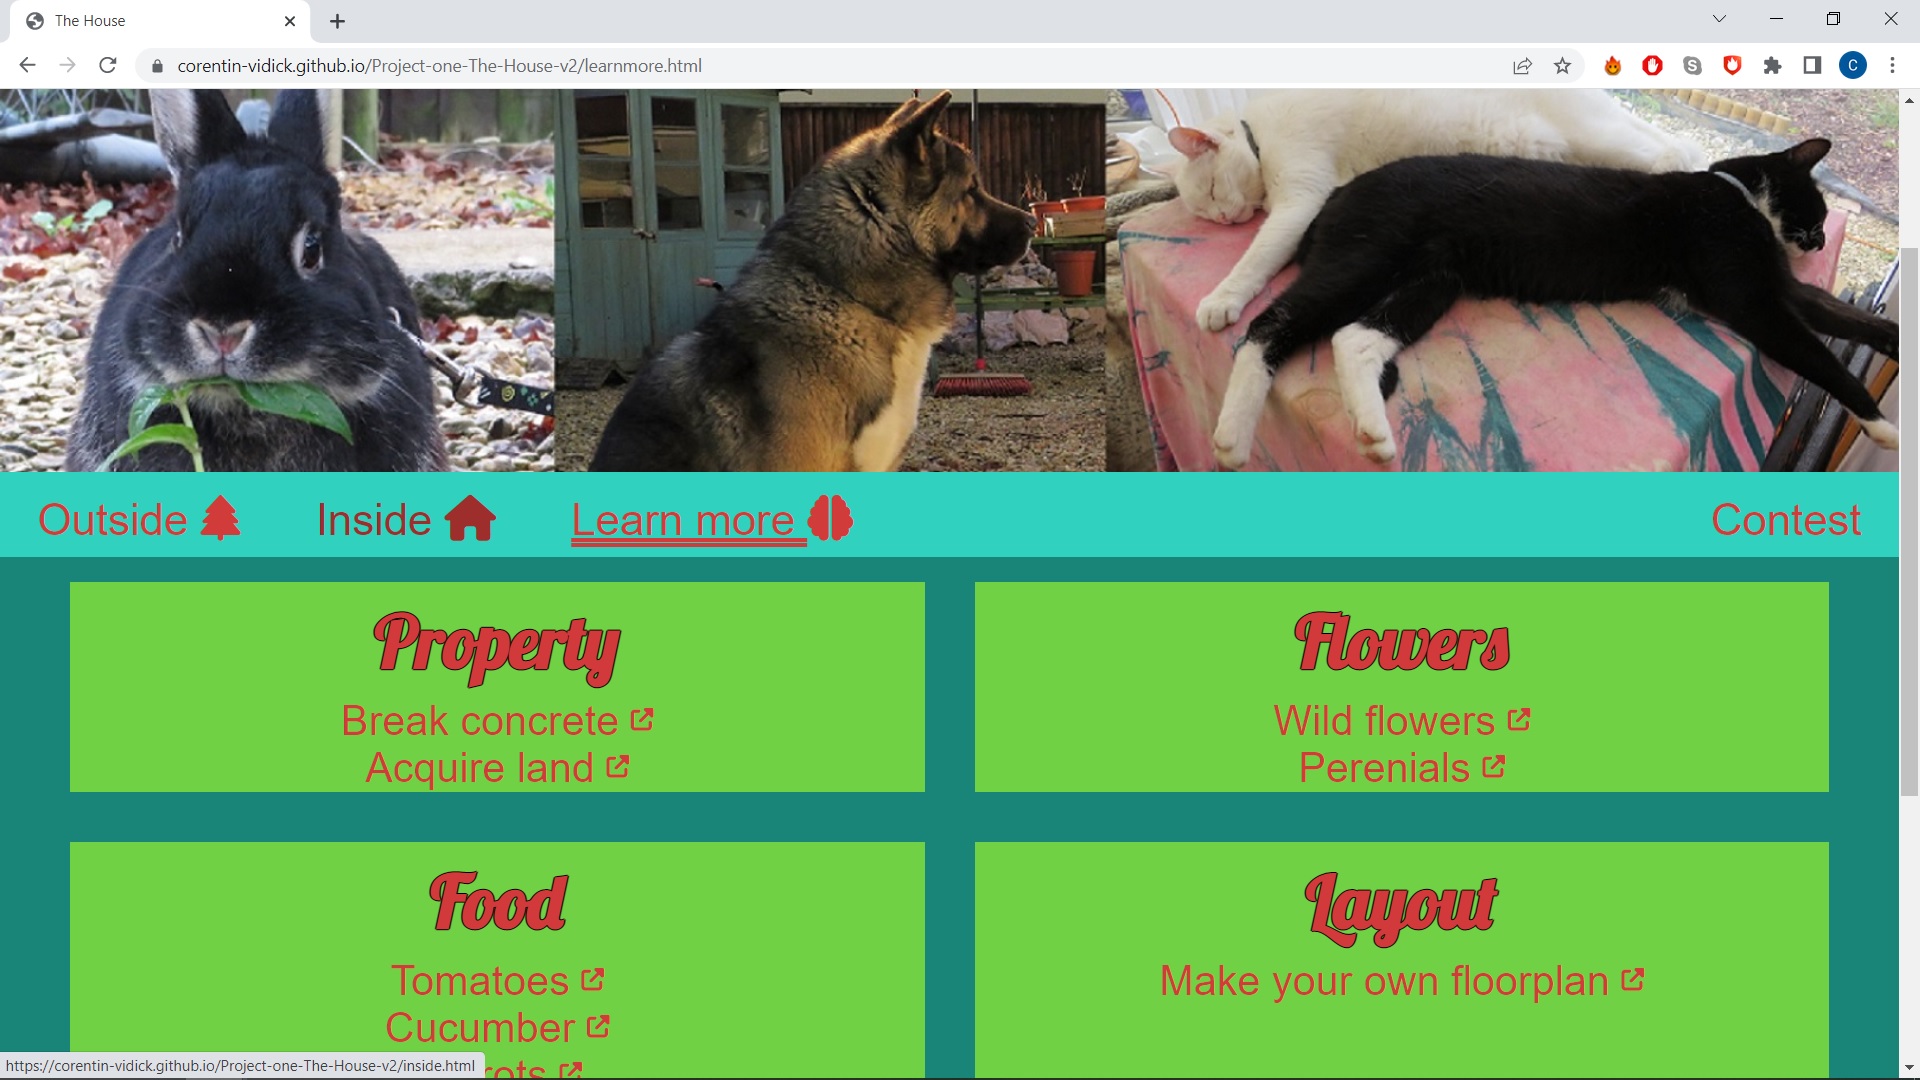 The House
corentin-vidick.github.io/Project-one-The-House-v2/learnmore.html
C
Outside Inside Learn more Contest
Property
Break concrete
Acquire land
Flowers
Wild flowers
Perenials
Food
Tomatoes
Cucumber
Layout
Make your own floorplan
https://corentin-vidick.github.io/Project-one-The-House-v2/inside.html